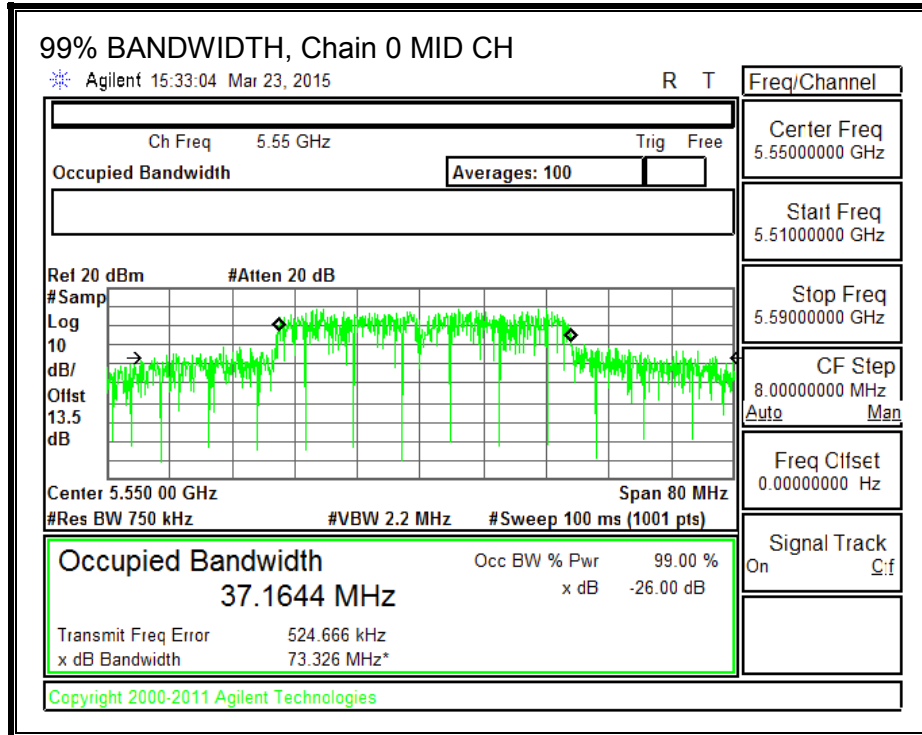 99% BANDWIDTH, Chain 0 MID CH
Agilent 15:33:04 Mar 23, 2015 R T
Freq/Channel
Ch Freq 5.55 GHz Trig Free
Occupied Bandwidth Averages: 100
Center Freq
5.55000000 GHz
Start Freq
5.51000000 GHz
Stop Freq
5.59000000 GHz
CF Step
8.00000000 MHz
Auto Man
Freq Offset
0.00000000 Hz
Signal Track
On Off
Ref 20 dBm #Atten 20 dB
#Samp
Log
10
dB/
Offst
13.5
dB
Center 5.550 00 GHz Span 80 MHz
#Res BW 750 kHz #VBW 2.2 MHz #Sweep 100 ms (1001 pts)
Occupied Bandwidth
37.1644 MHz
Occ BW % Pwr 99.00 %
x dB -26.00 dB
Transmit Freq Error 524.666 kHz
x dB Bandwidth 73.326 MHz*
Copyright 2000-2011 Agilent Technologies